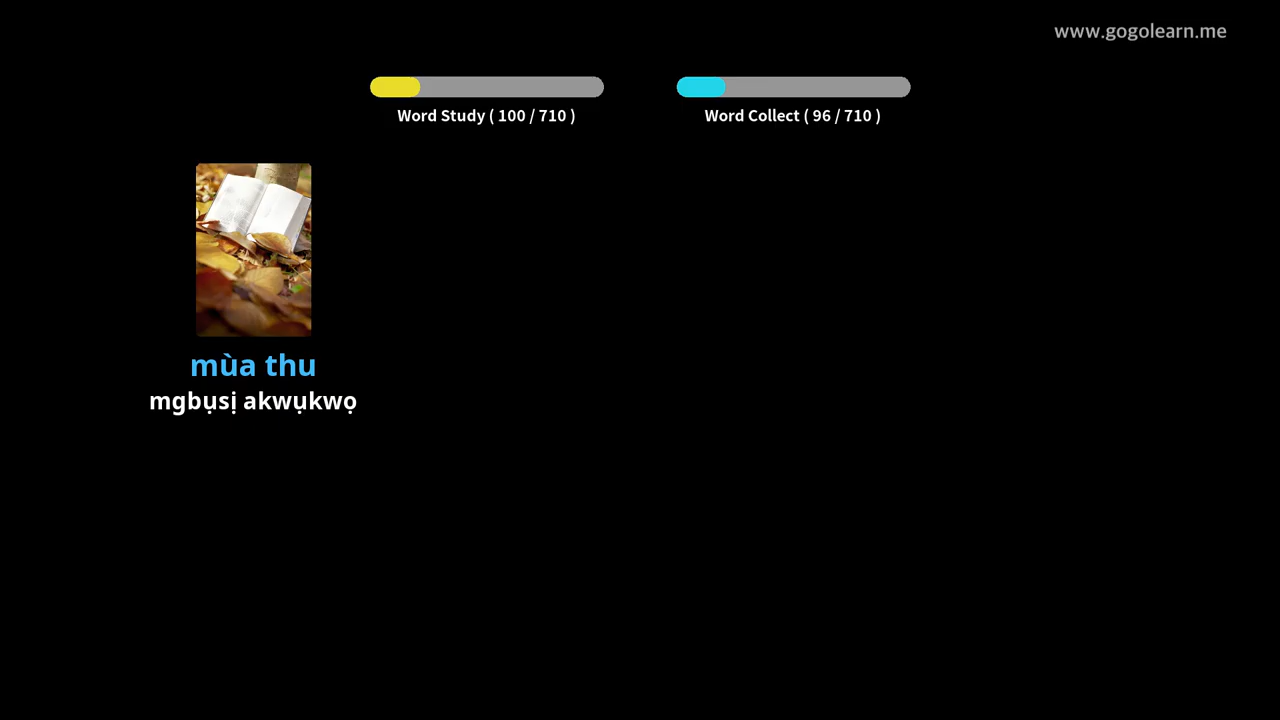 www.gogolearn.me
Word Study ( 100 / 710 )
Word Collect ( 96 / 710 )
mùa thu
mgbụsị akwụkwọ